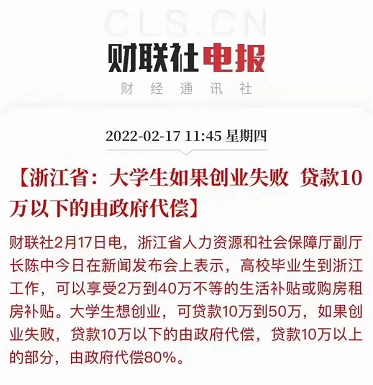 CLS.CN
财联社电报
财经通讯社
2022-02-17 11:45 星期四
【浙江省：大学生如果创业失败 贷款10
万以下的由政府代偿】
财联社2月17日电，浙江省人力资源和社会保障厅副厅
长陈中今日在新闻发布会上表示，高校毕业生到浙江
工作，可以享受2万到40万不等的生活补贴或购房租
房补贴。大学生想创业，可贷款10万到50万，如果创
业失败，贷款10万以下的由政府代偿，贷款10万以上
的部分，由政府代偿80%。